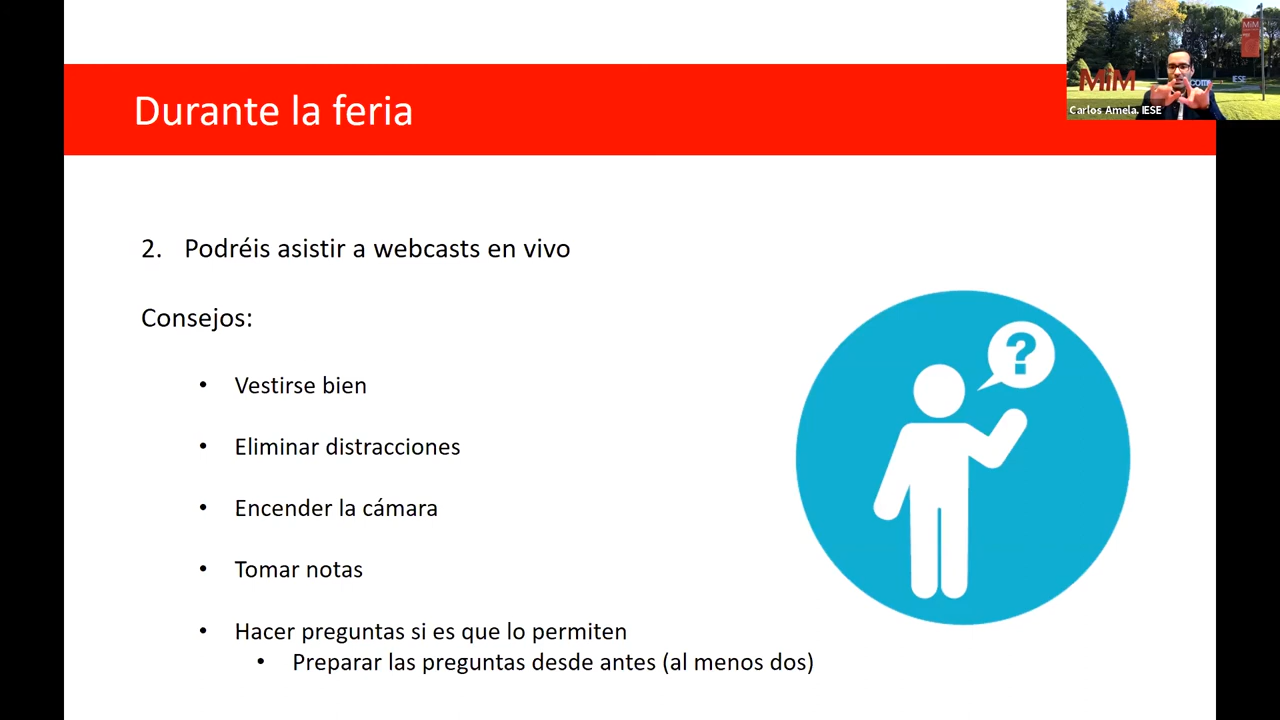 Durante la feria
MiM
IESE
Carlos Amela. IESE
2. Podréis asistir a webcasts en vivo
Consejos:
• Vestirse bien
• Eliminar distracciones
• Encender la cámara
• Tomar notas
• Hacer preguntas si es que lo permiten
• Preparar las preguntas desde antes (al menos dos)
?